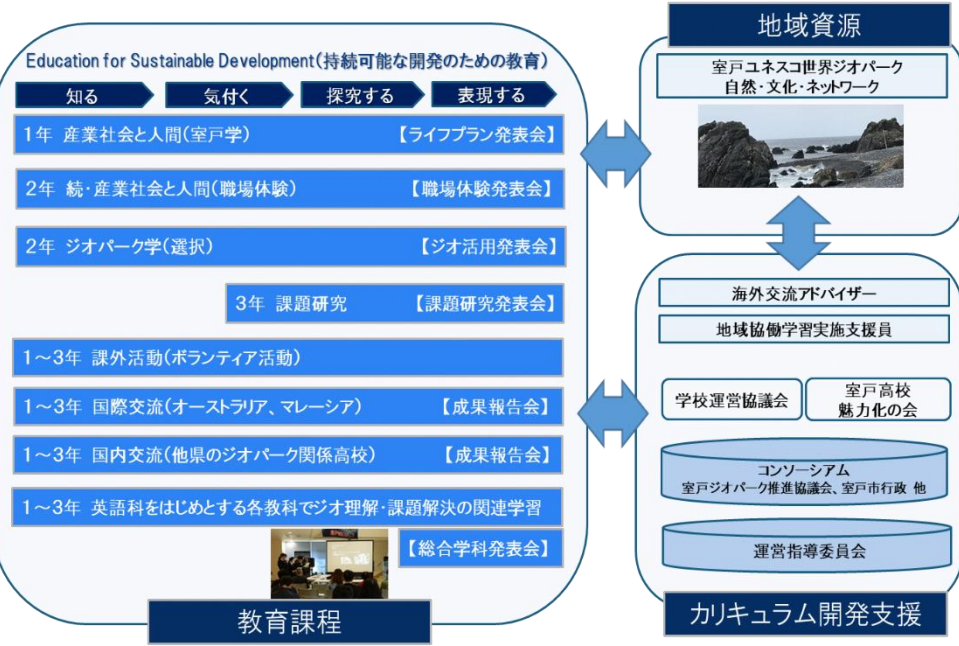 Education for Sustainable Development(持続可能な開発のための教育)
知る
気付く
探究する
表現する
1年 産業社会と人間(室戸学) 【ライフプラン発表会】
2年 続・産業社会と人間(職場体験) 【職場体験発表会】
2年 ジオパーク学(選択) 【ジオ活用発表会】
3年 課題研究 【課題研究発表会】
1～3年 課外活動(ボランティア活動)
1～3年 国際交流(オーストラリア、マレーシア) 【成果報告会】
1～3年 国内交流(他県のジオパーク関係高校) 【成果報告会】
1～3年 英語科をはじめとする各教科でジオ理解・課題解決の関連学習
【総合学科発表会】
教育課程
地域資源
室戸ユネスコ世界ジオパーク
自然・文化・ネットワーク
海外交流アドバイザー
地域協働学習実施支援員
学校運営協議会
室戸高校
魅力化の会
コンソーシアム
室戸ジオパーク推進協議会、室戸市行政 他
運営指導委員会
カリキュラム開発支援